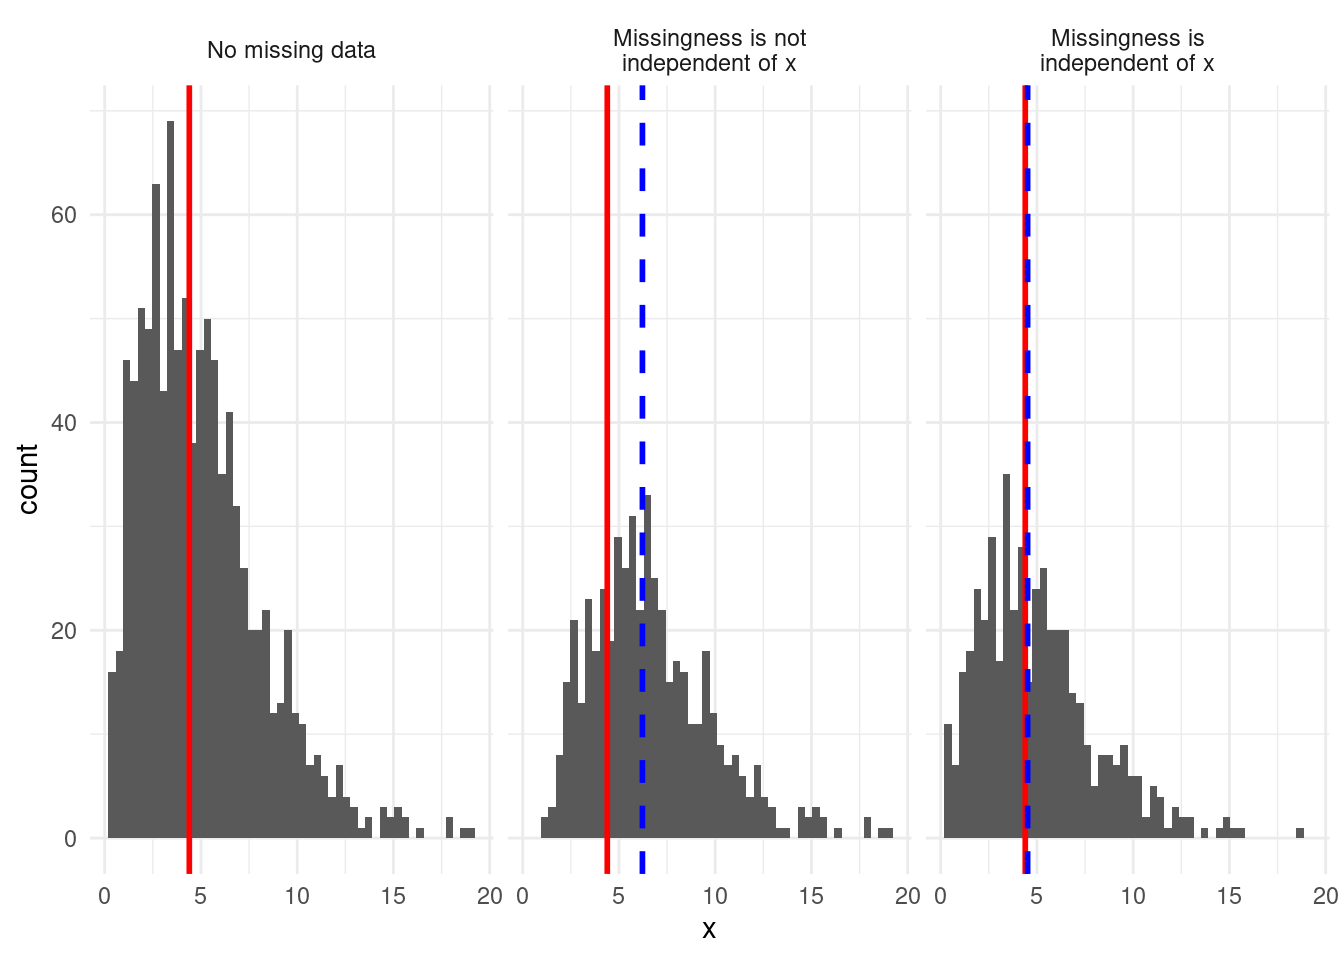 No missing data
Missingness is not
independent of x
Missingness is
independent of x
count
60
40
20
0
0 5 10 15 20
0 5 10 15 20
0 5 10 15 20
x